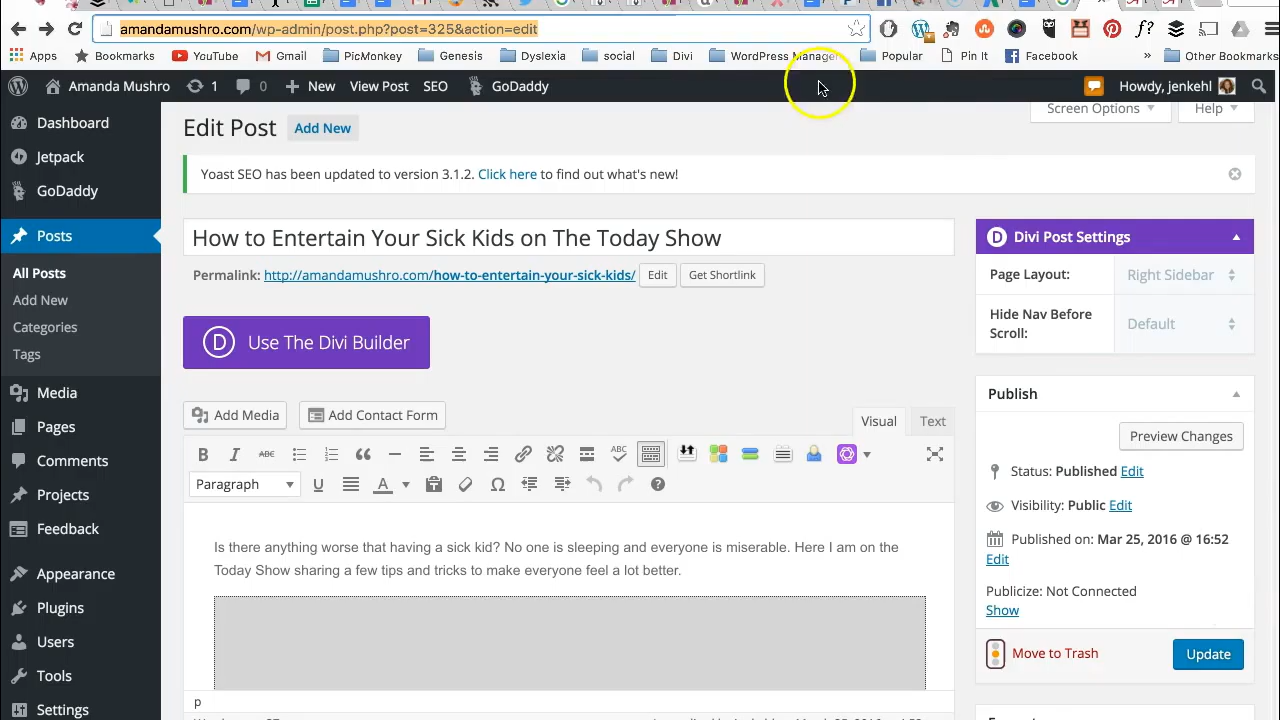 amandamushro.com/wp-admin/post.php?post=325&action=edit
Apps Bookmarks YouTube Gmail PicMonkey Genesis Dyslexia social Divi WordPress Manager Popular Pin It Facebook Other Bookmarks
Amanda Mushro 1 0 New View Post SEO GoDaddy Howdy, jenkehl
Dashboard
Jetpack
GoDaddy
Posts
All Posts
Add New
Categories
Tags
Media
Pages
Comments
Projects
Feedback
Appearance
Plugins
Users
Tools
Settings
Screen Options Help
Edit Post Add New
Yoast SEO has been updated to version 3.1.2. Click here to find out what's new!
How to Entertain Your Sick Kids on The Today Show
Permalink: http://amandamushro.com/how-to-entertain-your-sick-kids/ Edit Get Shortlink
D Use The Divi Builder
Add Media Add Contact Form
Visual Text
B I ABC ABC
Paragraph U A Ω
Is there anything worse that having a sick kid? No one is sleeping and everyone is miserable. Here I am on the
Today Show sharing a few tips and tricks to make everyone feel a lot better.
p
D Divi Post Settings
Page Layout: Right Sidebar
Hide Nav Before
Scroll:
Default
Publish
Preview Changes
Status: Published Edit
Visibility: Public Edit
Published on: Mar 25, 2016 @ 16:52
Edit
Publicize: Not Connected
Show
Move to Trash Update